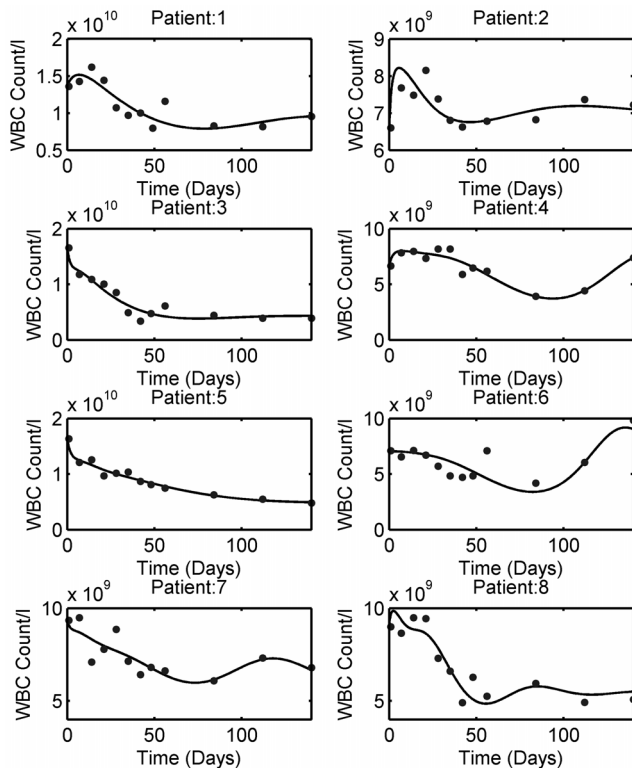 x 10^10
Patient:1
WBC Count/l
2
1.5
1
0.5
0
50
100
Time (Days)
x 10^9
Patient:2
WBC Count/l
9
8
7
6
0
50
100
Time (Days)
x 10^10
Patient:3
WBC Count/l
2
1
0
0
50
100
Time (Days)
x 10^9
Patient:4
WBC Count/l
10
5
0
0
50
100
Time (Days)
x 10^10
Patient:5
WBC Count/l
2
1
0
0
50
100
Time (Days)
x 10^9
Patient:6
WBC Count/l
10
5
0
0
50
100
Time (Days)
x 10^9
Patient:7
WBC Count/l
10
5
0
50
100
Time (Days)
x 10^9
Patient:8
WBC Count/l
10
5
0
50
100
Time (Days)